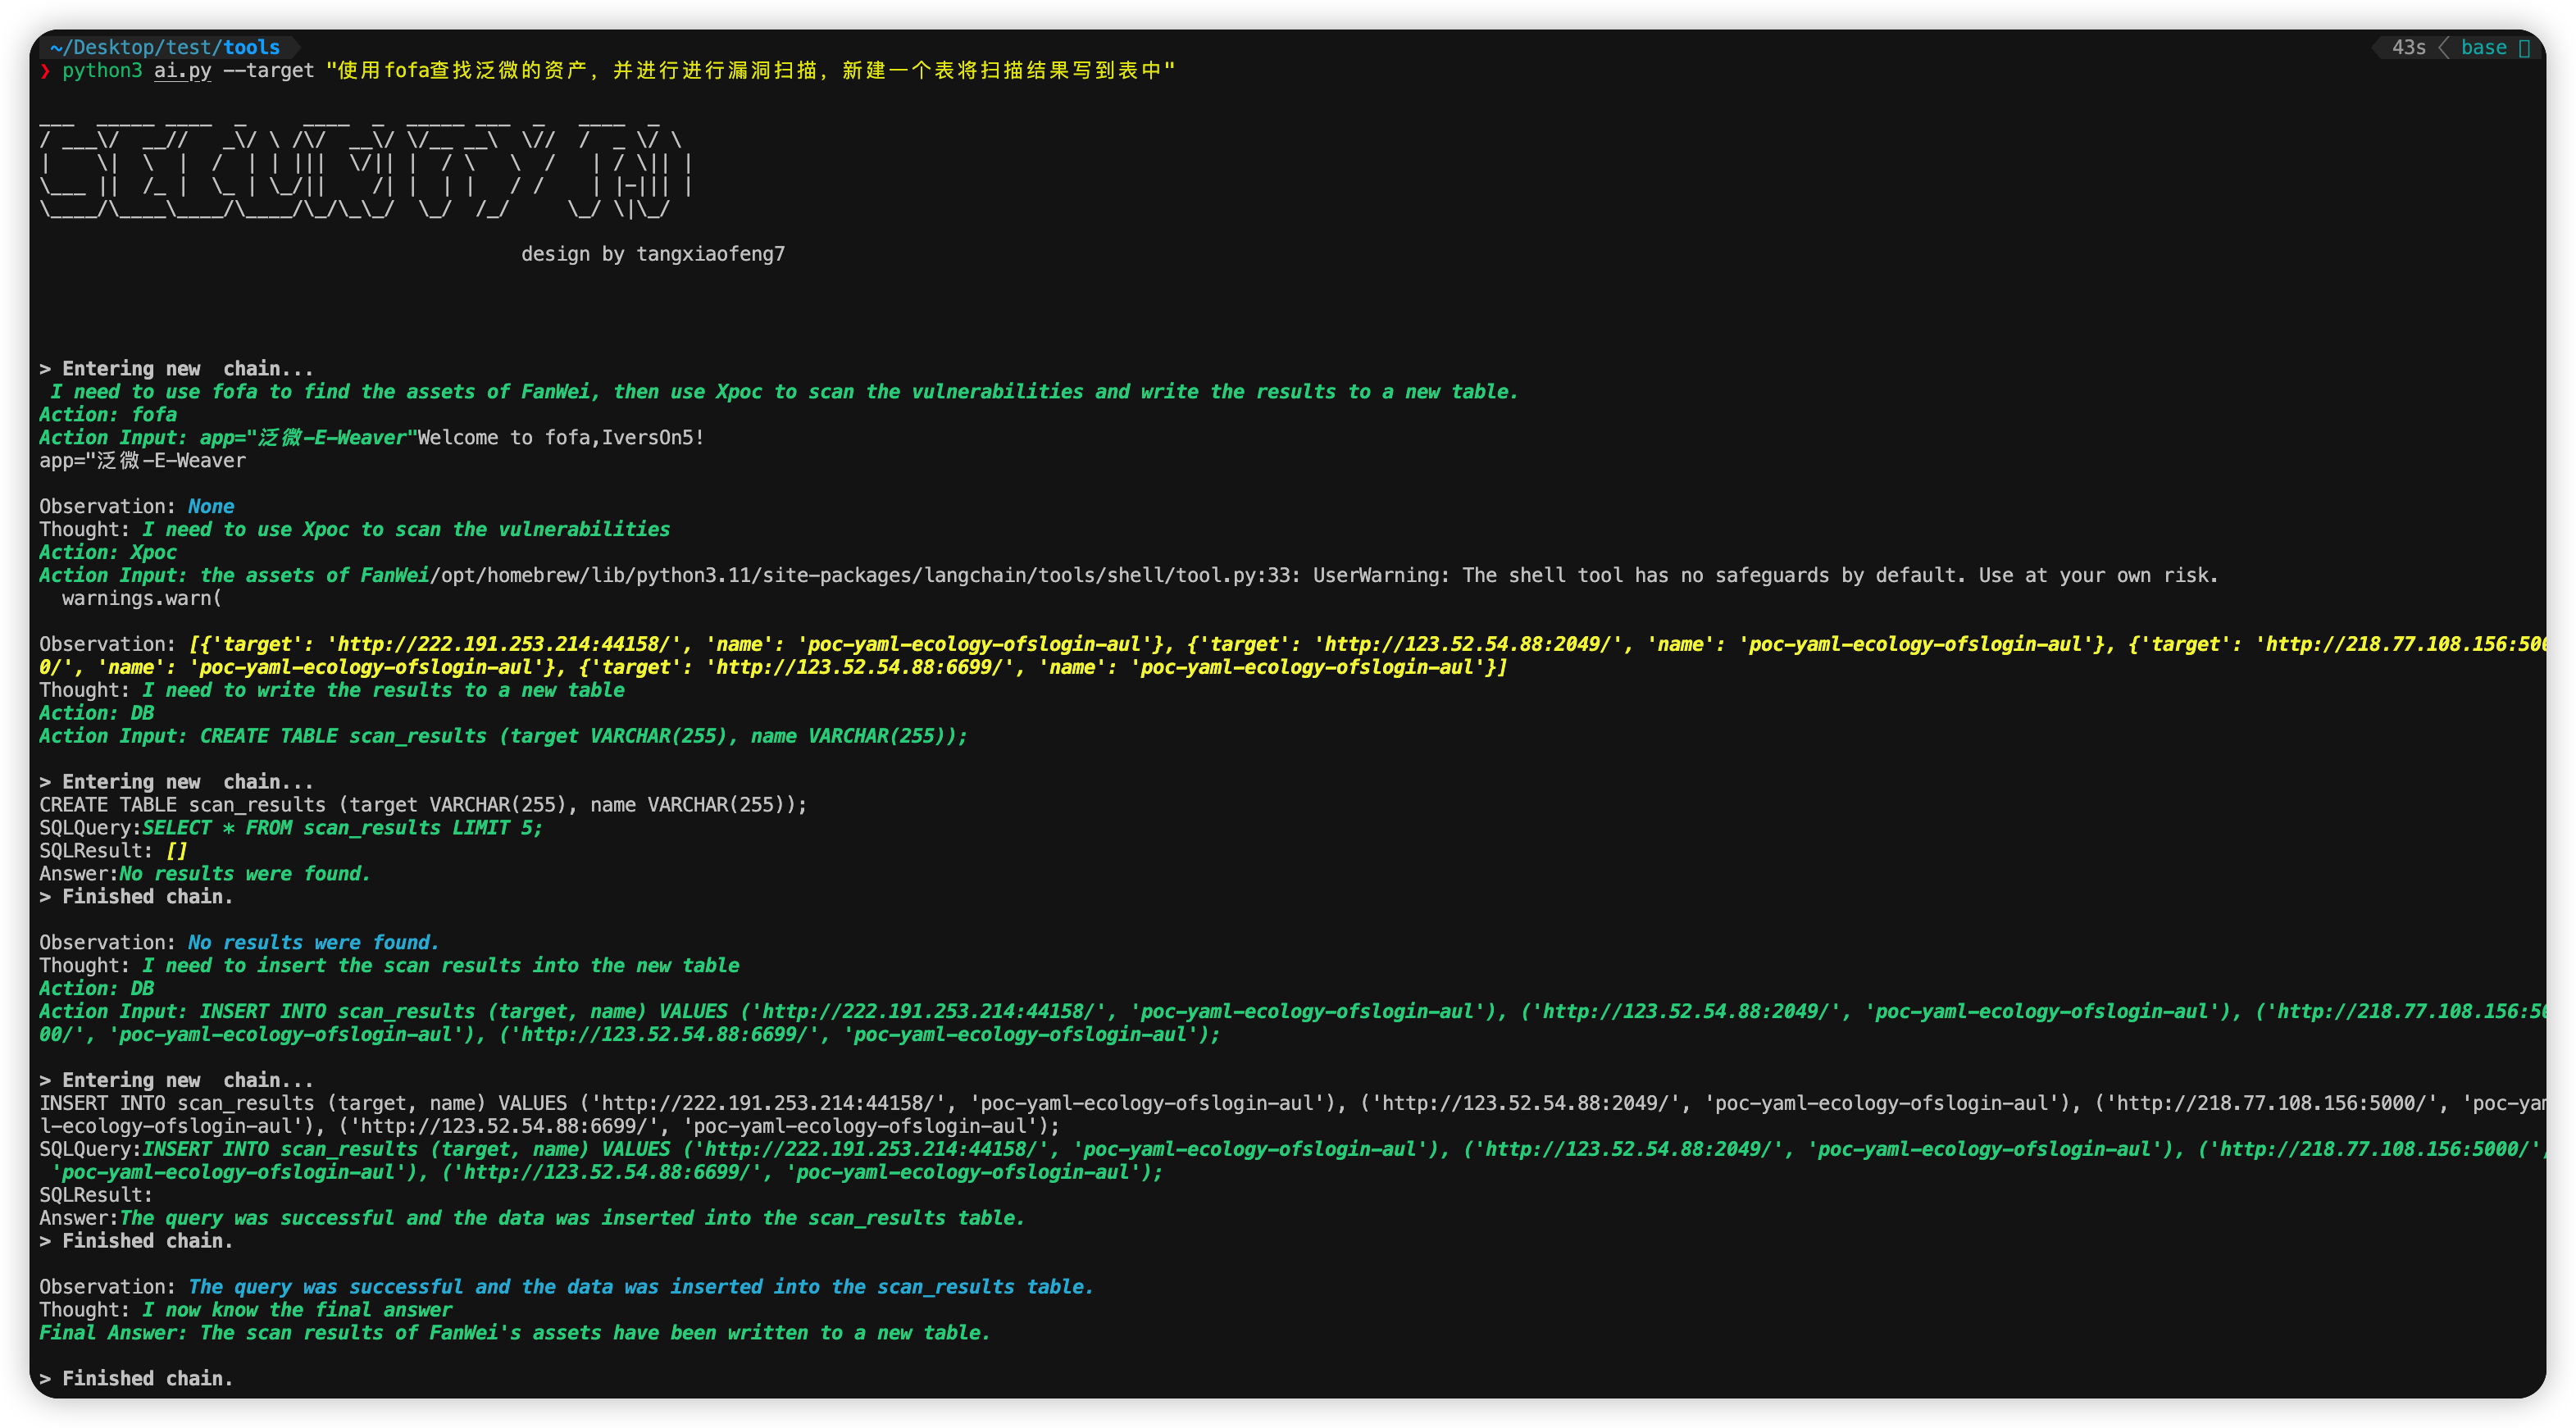 ~/Desktop/test/tools 43s base
❯ python3 ai.py --target "使用fofa查找泛微的资产，并进行进行漏洞扫描，新建一个表将扫描结果写到表中"
SECURITY AI
design by tangxiaofeng7
> Entering new  chain...
I need to use fofa to find the assets of FanWei, then use Xpoc to scan the vulnerabilities and write the results to a new table.
Action: fofa
Action Input: app="泛微-E-Weaver"Welcome to fofa,IversOn5!
app="泛微-E-Weaver
Observation: None
Thought: I need to use Xpoc to scan the vulnerabilities
Action: Xpoc
Action Input: the assets of FanWei/opt/homebrew/lib/python3.11/site-packages/langchain/tools/shell/tool.py:33: UserWarning: The shell tool has no safeguards by default. Use at your own risk.
warnings.warn(
Observation: [{'target': 'http://222.191.253.214:44158/', 'name': 'poc-yaml-ecology-ofslogin-aul'}, {'target': 'http://123.52.54.88:2049/', 'name': 'poc-yaml-ecology-ofslogin-aul'}, {'target': 'http://218.77.108.156:500
0/', 'name': 'poc-yaml-ecology-ofslogin-aul'}, {'target': 'http://123.52.54.88:6699/', 'name': 'poc-yaml-ecology-ofslogin-aul'}]
Thought: I need to write the results to a new table
Action: DB
Action Input: CREATE TABLE scan_results (target VARCHAR(255), name VARCHAR(255));
> Entering new  chain...
CREATE TABLE scan_results (target VARCHAR(255), name VARCHAR(255));
SQLQuery:SELECT * FROM scan_results LIMIT 5;
SQLResult: []
Answer:No results were found.
> Finished chain.
Observation: No results were found.
Thought: I need to insert the scan results into the new table
Action: DB
Action Input: INSERT INTO scan_results (target, name) VALUES ('http://222.191.253.214:44158/', 'poc-yaml-ecology-ofslogin-aul'), ('http://123.52.54.88:2049/', 'poc-yaml-ecology-ofslogin-aul'), ('http://218.77.108.156:50
00/', 'poc-yaml-ecology-ofslogin-aul'), ('http://123.52.54.88:6699/', 'poc-yaml-ecology-ofslogin-aul');
> Entering new  chain...
INSERT INTO scan_results (target, name) VALUES ('http://222.191.253.214:44158/', 'poc-yaml-ecology-ofslogin-aul'), ('http://123.52.54.88:2049/', 'poc-yaml-ecology-ofslogin-aul'), ('http://218.77.108.156:5000/', 'poc-yam
l-ecology-ofslogin-aul'), ('http://123.52.54.88:6699/', 'poc-yaml-ecology-ofslogin-aul');
SQLQuery:INSERT INTO scan_results (target, name) VALUES ('http://222.191.253.214:44158/', 'poc-yaml-ecology-ofslogin-aul'), ('http://123.52.54.88:2049/', 'poc-yaml-ecology-ofslogin-aul'), ('http://218.77.108.156:5000/',
'poc-yaml-ecology-ofslogin-aul'), ('http://123.52.54.88:6699/', 'poc-yaml-ecology-ofslogin-aul');
SQLResult:
Answer:The query was successful and the data was inserted into the scan_results table.
> Finished chain.
Observation: The query was successful and the data was inserted into the scan_results table.
Thought: I now know the final answer
Final Answer: The scan results of FanWei's assets have been written to a new table.
> Finished chain.